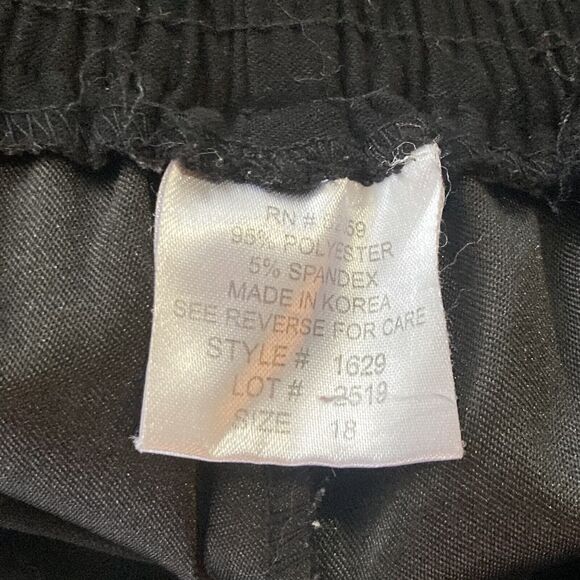 RN #
95% POLYESTER
5% SPANDEX
MADE IN KOREA
SEE REVERSE FOR CARE
STYLE # 1629
LOT # 2519
SIZE 18